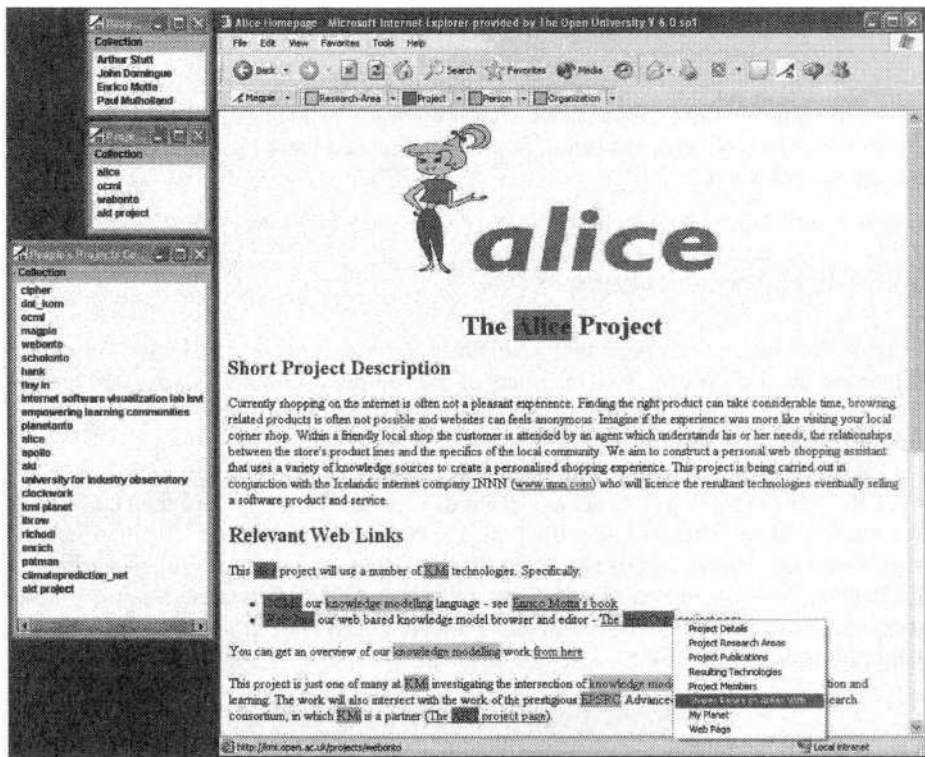 Collection
Arthur Stutt
John Domingue
Enrico Motta
Paul Mulholland
Collection
alice
ocml
webonto
akt project
People's Projects Co
Collection
cipher
dot_kom
ocml
magpie
webonto
scholonto
hank
tiny in
internet software visualization lab isvl
empowering learning communities
planetonto
alice
apollo
akt
university for industry observatory
clockwork
kmi planet
ibrow
richodl
enrich
patman
climateprediction_net
akt project
Alice Homepage - Microsoft Internet Explorer provided by The Open University V 6.0 sp1
File Edit View Favorites Tools Help
Back Search Favorites Media
Magpie Research-Area Project Person Organization
alice
The Alice Project
Short Project Description
Currently shopping on the internet is often not a pleasant experience. Finding the right product can take considerable time, browsing
related products is often not possible and websites can feels anonymous. Imagine if the experience was more like visiting your local
corner shop. Within a friendly local shop the customer is attended by an agent which understands his or her needs, the relationships
between the store's product lines and the specifics of the local community. We aim to construct a personal web shopping assistant
that uses a variety of knowledge sources to create a personalised shopping experience. This project is being carried out in
conjunction with the Icelandic internet company INNN (www.innn.com) who will licence the resultant technologies eventually selling
a software product and service.
Relevant Web Links
This project will use a number of KMi technologies. Specifically.
• OCML our knowledge modelling language - see Enrico Motta's book
• WebOnto our web based knowledge model browser and editor - The WebOnto project page
You can get an overview of our knowledge modelling work from here
This project is just one of many at KMi investigating the intersection of knowledge mod tion and
learning. The work will also intersect with the work of the prestigious EPSRC Advance search
consortium, in which KMi is a partner (The AKT project page).
Project Details
Project Research Areas
Project Publications
Resulting Technologies
Project Members
My Planet
Web Page
http://kmi.open.ac.uk/projects/webonto
Local intranet